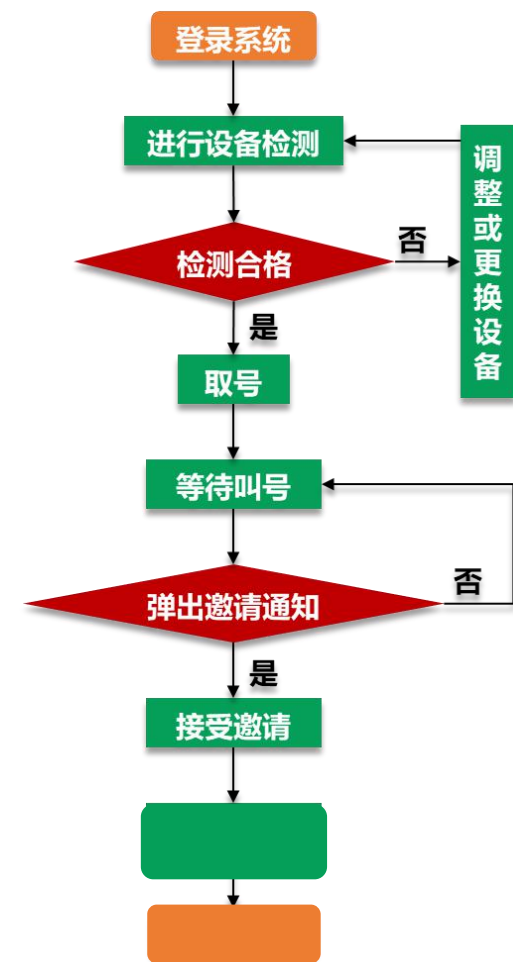 登录系统
进行设备检测
检测合格
否
调整或更换设备
是
取号
等待叫号
弹出邀请通知
否
是
接受邀请